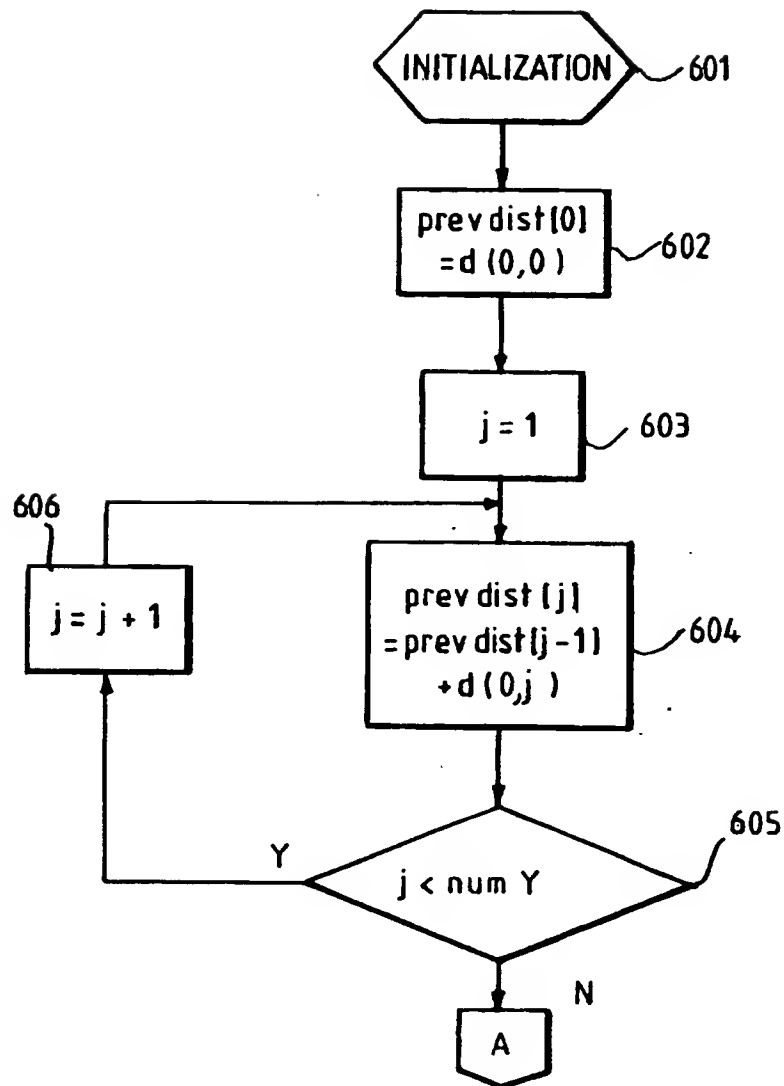 INITIALIZATION
601
prev dist [0]
= d (0,0)
602
j = 1
603
606
j = j + 1
prev dist [j]
= prev dist [j -1]
+ d (0,j )
604
605
Y
j < num Y
N
A